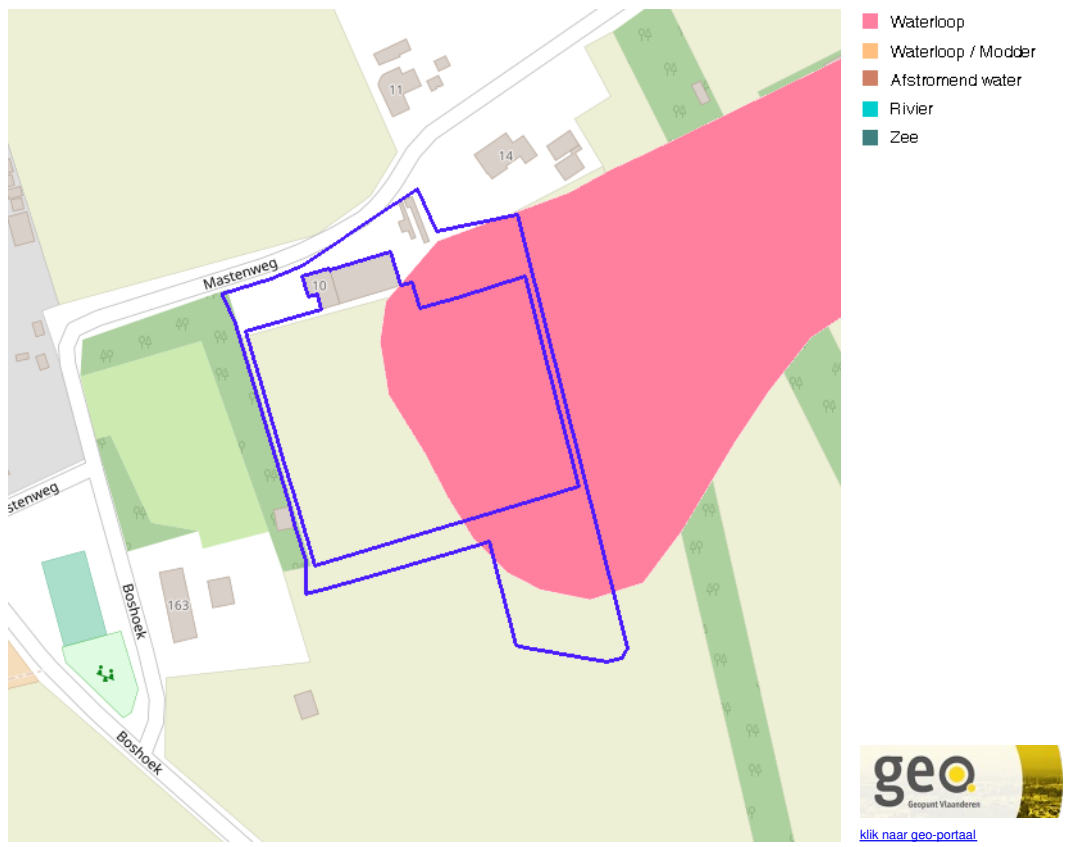 11
14
Mastenweg
10
stenweg
Boshoek
163
Boshoek
Waterloop
Waterloop / Modder
Afstromend water
Rivier
Zee
geo
Geopunt Vlaanderen
klik naar geo-portaal